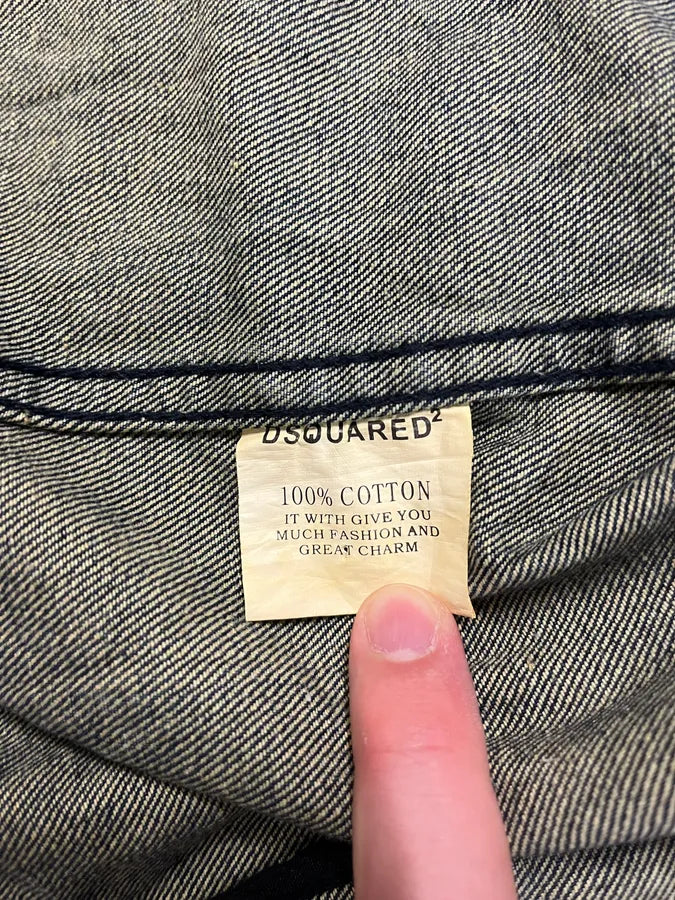 DSQUARED²
100% COTTON
IT WITH GIVE YOU
MUCH FASHION AND
GREAT CHARM